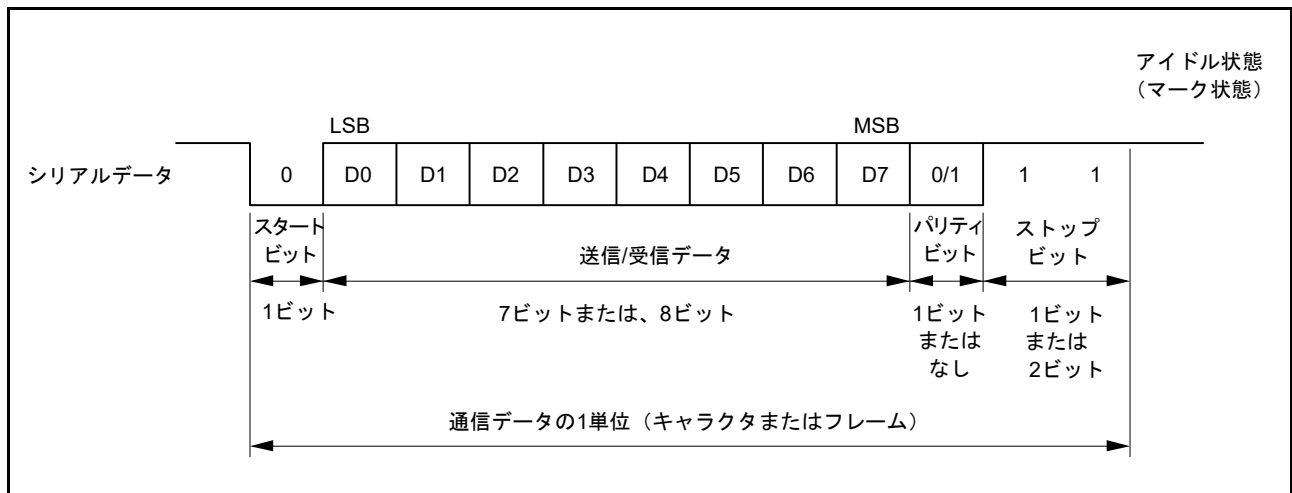 アイドル状態
（マーク状態）
LSB
MSB
シリアルデータ
0
D0
D1
D2
D3
D4
D5
D6
D7
0/1
1
1
スタート
ビット
送信/受信データ
パリティ
ビット
ストップ
ビット
1ビット
7ビットまたは、8ビット
1ビット
または
なし
1ビット
または
2ビット
通信データの1単位（キャラクタまたはフレーム）